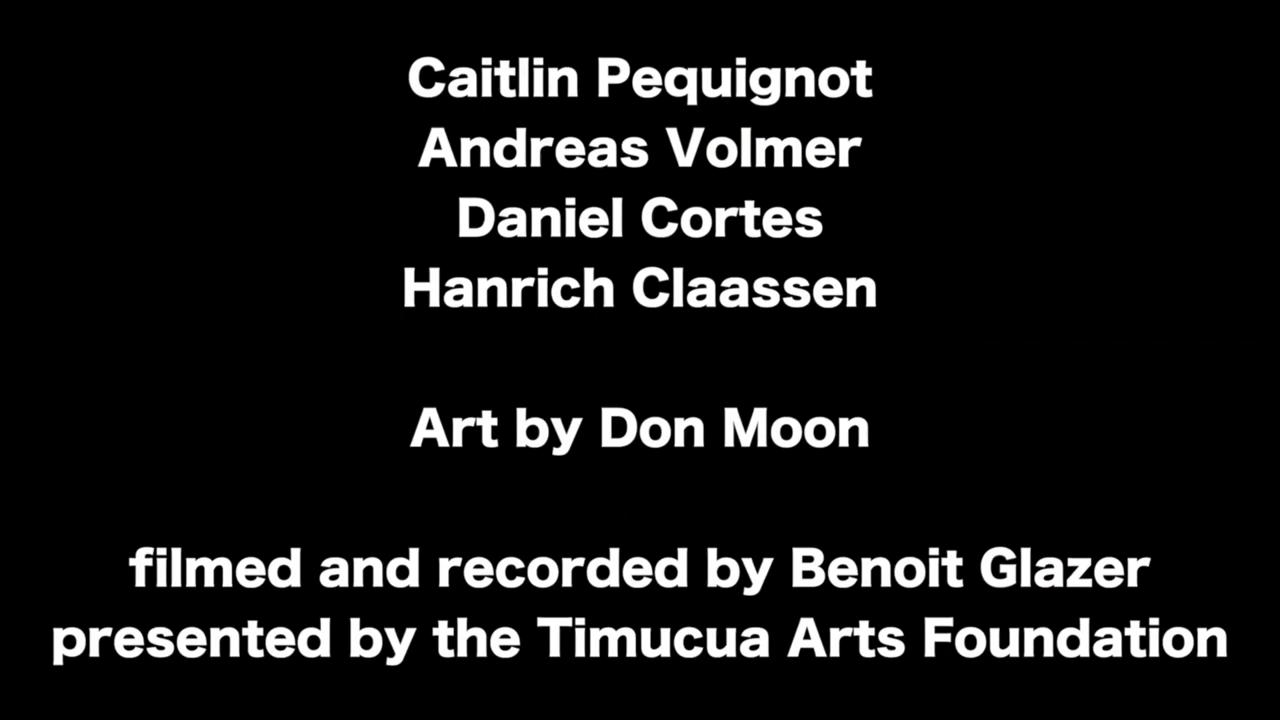 Caitlin Pequignot
Andreas Volmer
Daniel Cortes
Hanrich Claassen
Art by Don Moon
filmed and recorded by Benoit Glazer
presented by the Timucua Arts Foundation